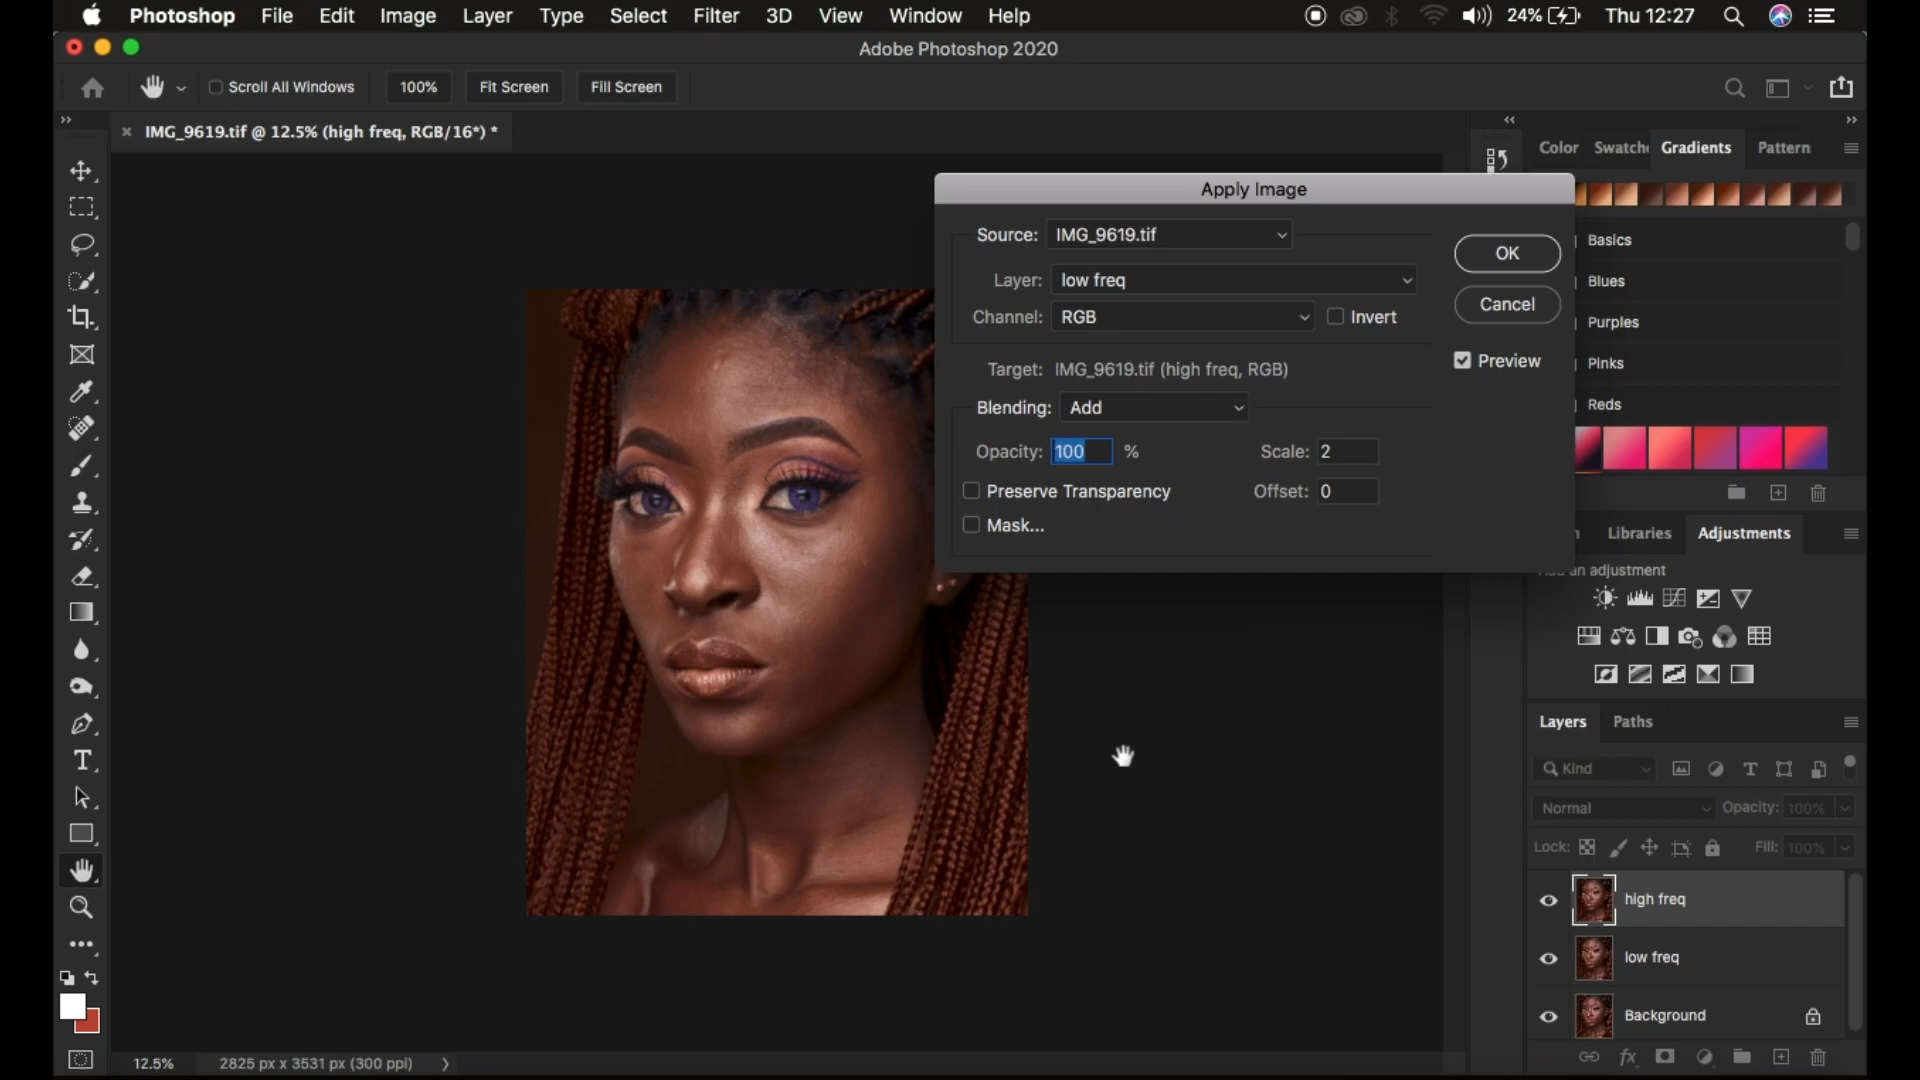 Photoshop File Edit Image Layer Type Select Filter 3D View Window Help 24% Thu 12:27
Adobe Photoshop 2020
Scroll All Windows 100% Fit Screen Fill Screen
IMG_9619.tif @ 12.5% (high freq, RGB/16*) *
Color Swatche Gradients Pattern
Apply Image
Source: IMG_9619.tif
OK
Basics
Layer: low freq
Blues
Cancel
Channel: RGB Invert
Purples
Preview
Pinks
Target: IMG_9619.tif (high freq, RGB)
Blending: Add
Reds
Opacity: 100 % Scale: 2
Preserve Transparency Offset: 0
Mask...
Libraries Adjustments
an adjustment
Layers Paths
Kind
Normal Opacity: 100%
Lock: Fill: 100%
high freq
low freq
Background
12.5% 2825 px x 3531 px (300 ppi)